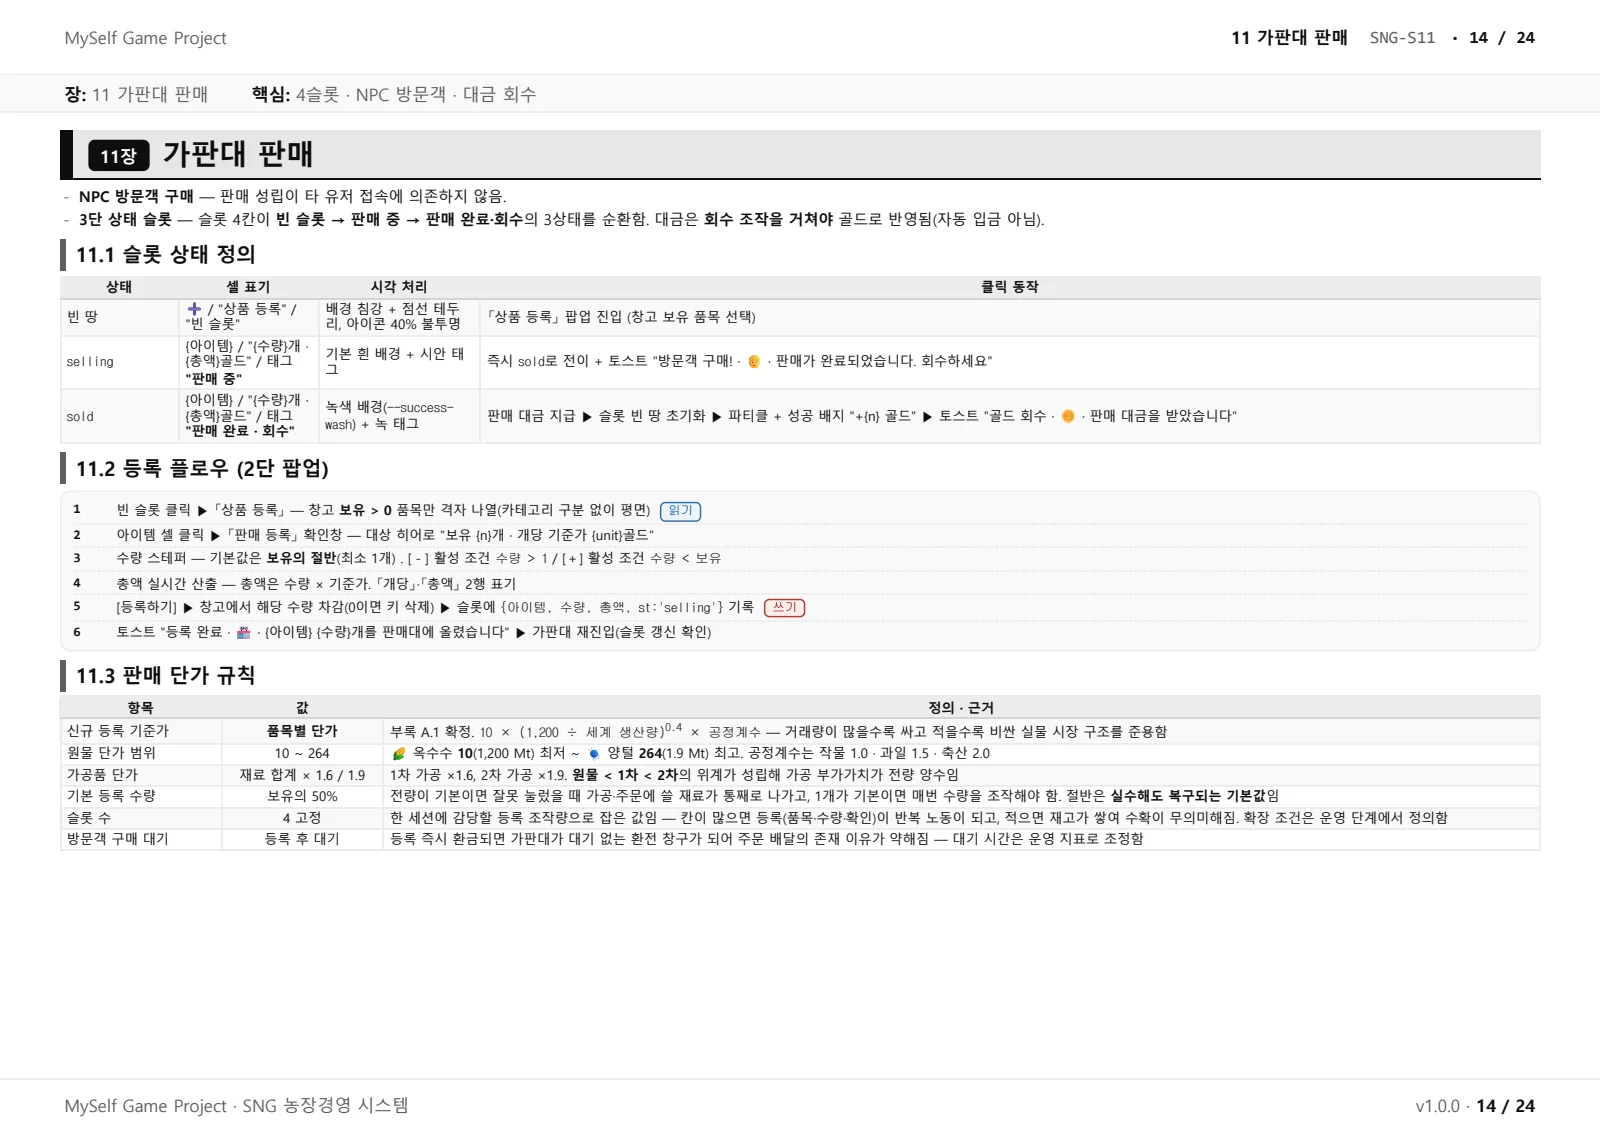 MySelf Game Project
11 가판대 판매 SNG-S11 · 14 / 24
장: 11 가판대 판매 핵심: 4슬롯 · NPC 방문객 · 대금 회수
11장 가판대 판매
- NPC 방문객 구매 — 판매 성립이 타 유저 접속에 의존하지 않음.
- 3단 상태 슬롯 — 슬롯 4칸이 빈 슬롯 → 판매 중 → 판매 완료·회수의 3상태를 순환함. 대금은 회수 조작을 거쳐야 골드로 반영됨(자동 입금 아님).
11.1 슬롯 상태 정의
상태 셀 표기 시각 처리 클릭 동작
빈 땅
➕ / "상품 등록" /
"빈 슬롯"
배경 침강 + 점선 테두
리, 아이콘 40% 불투명
「상품 등록」 팝업 진입 (창고 보유 품목 선택)
selling
{아이템} / "{수량}개 ·
{총액}골드" / 태그
"판매 중"
기본 흰 배경 + 시안 태
그
즉시 sold로 전이 + 토스트 "방문객 구매! · · 판매가 완료되었습니다. 회수하세요"
sold
{아이템} / "{수량}개 ·
{총액}골드" / 태그
"판매 완료 · 회수"
녹색 배경(--success-
wash) + 녹 태그
판매 대금 지급 ▶ 슬롯 빈 땅 초기화 ▶ 파티클 + 성공 배지 "+{n} 골드" ▶ 토스트 "골드 회수 · · 판매 대금을 받았습니다"
11.2 등록 플로우 (2단 팝업)
1 빈 슬롯 클릭 ▶ 「상품 등록」 — 창고 보유 > 0 품목만 격자 나열(카테고리 구분 없이 평면) 읽기
2 아이템 셀 클릭 ▶ 「판매 등록」 확인창 — 대상 히어로 "보유 {n}개 · 개당 기준가 {unit}골드"
3 수량 스테퍼 — 기본값은 보유의 절반(최소 1개) . [ - ] 활성 조건 수량 > 1 / [ + ] 활성 조건 수량 < 보유
4 총액 실시간 산출 — 총액은 수량 × 기준가. 「개당」·「총액」 2행 표기
5 [등록하기] ▶ 창고에서 해당 수량 차감(0이면 키 삭제) ▶ 슬롯에 {아이템, 수량, 총액, st:'selling'} 기록 쓰기
6 토스트 "등록 완료 · · {아이템} {수량}개를 판매대에 올렸습니다" ▶ 가판대 재진입(슬롯 갱신 확인)
11.3 판매 단가 규칙
항목 값 정의 · 근거
신규 등록 기준가 품목별 단가 부록 A.1 확정. 10 × (1,200 ÷ 세계 생산량)^0.4 × 공정계수 — 거래량이 많을수록 싸고 적을수록 비싼 실물 시장 구조를 준용함
원물 단가 범위 10 ~ 264 옥수수 10(1,200 Mt) 최저 ~ 양털 264(1.9 Mt) 최고. 공정계수는 작물 1.0 · 과일 1.5 · 축산 2.0
가공품 단가 재료 합계 × 1.6 / 1.9 1차 가공 ×1.6, 2차 가공 ×1.9. 원물 < 1차 < 2차의 위계가 성립해 가공 부가가치가 전량 양수임
기본 등록 수량 보유의 50% 전량이 기본이면 잘못 눌렀을 때 가공·주문에 쓸 재료가 통째로 나가고, 1개가 기본이면 매번 수량을 조작해야 함. 절반은 실수해도 복구되는 기본값임
슬롯 수 4 고정 한 세션에 감당할 등록 조작량으로 잡은 값임 — 칸이 많으면 등록(품목·수량·확인)이 반복 노동이 되고, 적으면 재고가 쌓여 수확이 무의미해짐. 확장 조건은 운영 단계에서 정의함
방문객 구매 대기 등록 후 대기 등록 즉시 환금되면 가판대가 대기 없는 환전 창구가 되어 주문 배달의 존재 이유가 약해짐 — 대기 시간은 운영 지표로 조정함
MySelf Game Project · SNG 농장경영 시스템
v1.0.0 · 14 / 24